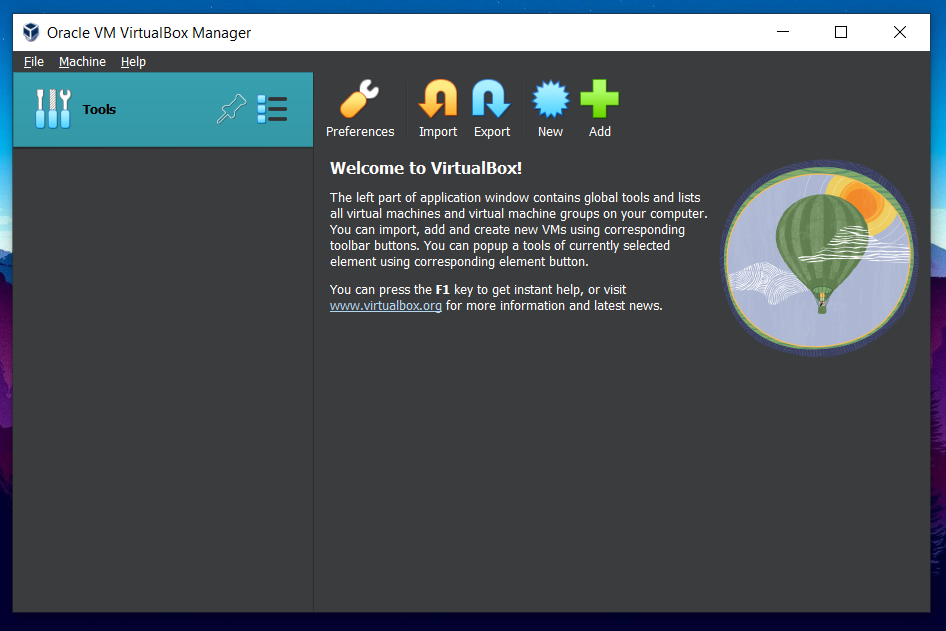 Oracle VM VirtualBox Manager
File Machine Help
Tools
Preferences Import Export New Add
Welcome to VirtualBox!
The left part of application window contains global tools and lists
all virtual machines and virtual machine groups on your computer.
You can import, add and create new VMs using corresponding
toolbar buttons. You can popup a tools of currently selected
element using corresponding element button.
You can press the F1 key to get instant help, or visit
www.virtualbox.org for more information and latest news.